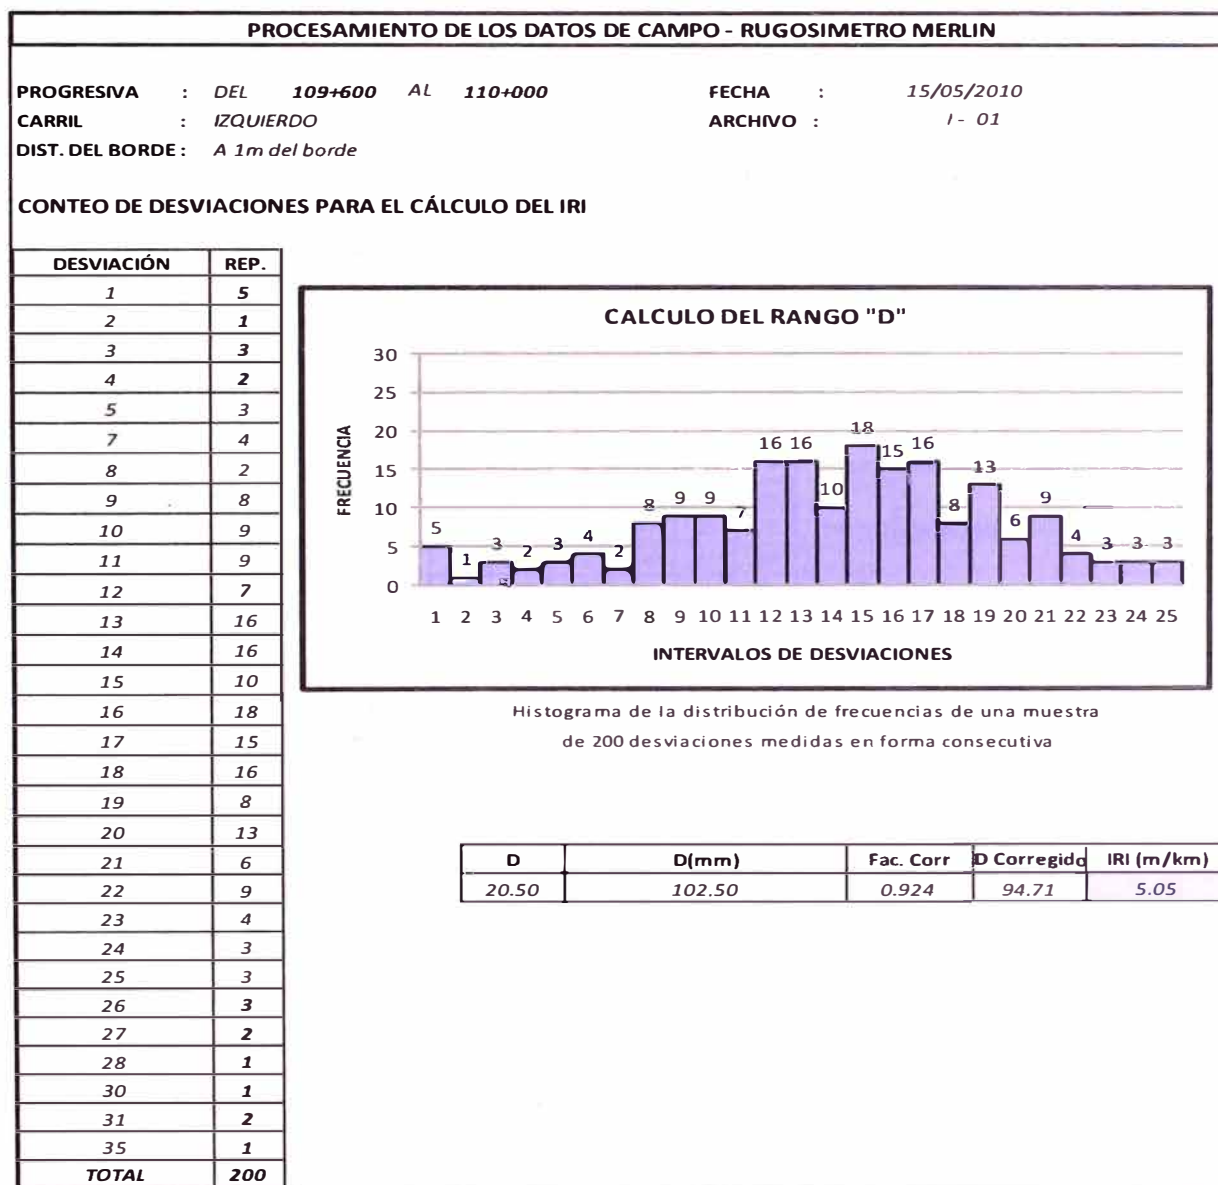 PROCESAMIENTO DE LOS DATOS DE CAMPO - RUGOSIMETRO MERLIN
PROGRESIVA : DEL 109+600 AL 110+000 FECHA : 15/05/2010
CARRIL : IZQUIERDO ARCHIVO : I - 01
DIST. DEL BORDE : A 1m del borde
CONTEO DE DESVIACIONES PARA EL CÁLCULO DEL IRI
DESVIACIÓN REP.
1 5
2 1
3 3
4 2
5 3
7 4
8 2
9 8
10 9
11 9
12 7
13 16
14 16
15 10
16 18
17 15
18 16
19 8
20 13
21 6
22 9
23 4
24 3
25 3
26 3
27 2
28 1
30 1
31 2
35 1
TOTAL 200
CALCULO DEL RANGO "D"
FRECUENCIA
30
25
20
15
10
5
0
5 1 3 2 3 4 2 8 9 9 7 16 16 10 18 15 16 8 13 6 9 4 3 3 3
1 2 3 4 5 6 7 8 9 10 11 12 13 14 15 16 17 18 19 20 21 22 23 24 25
INTERVALOS DE DESVIACIONES
Histograma de la distribución de frecuencias de una muestra
de 200 desviaciones medidas en forma consecutiva
D D(mm) Fac. Corr D Corregido IRI (m/km)
20.50 102.50 0.924 94.71 5.05